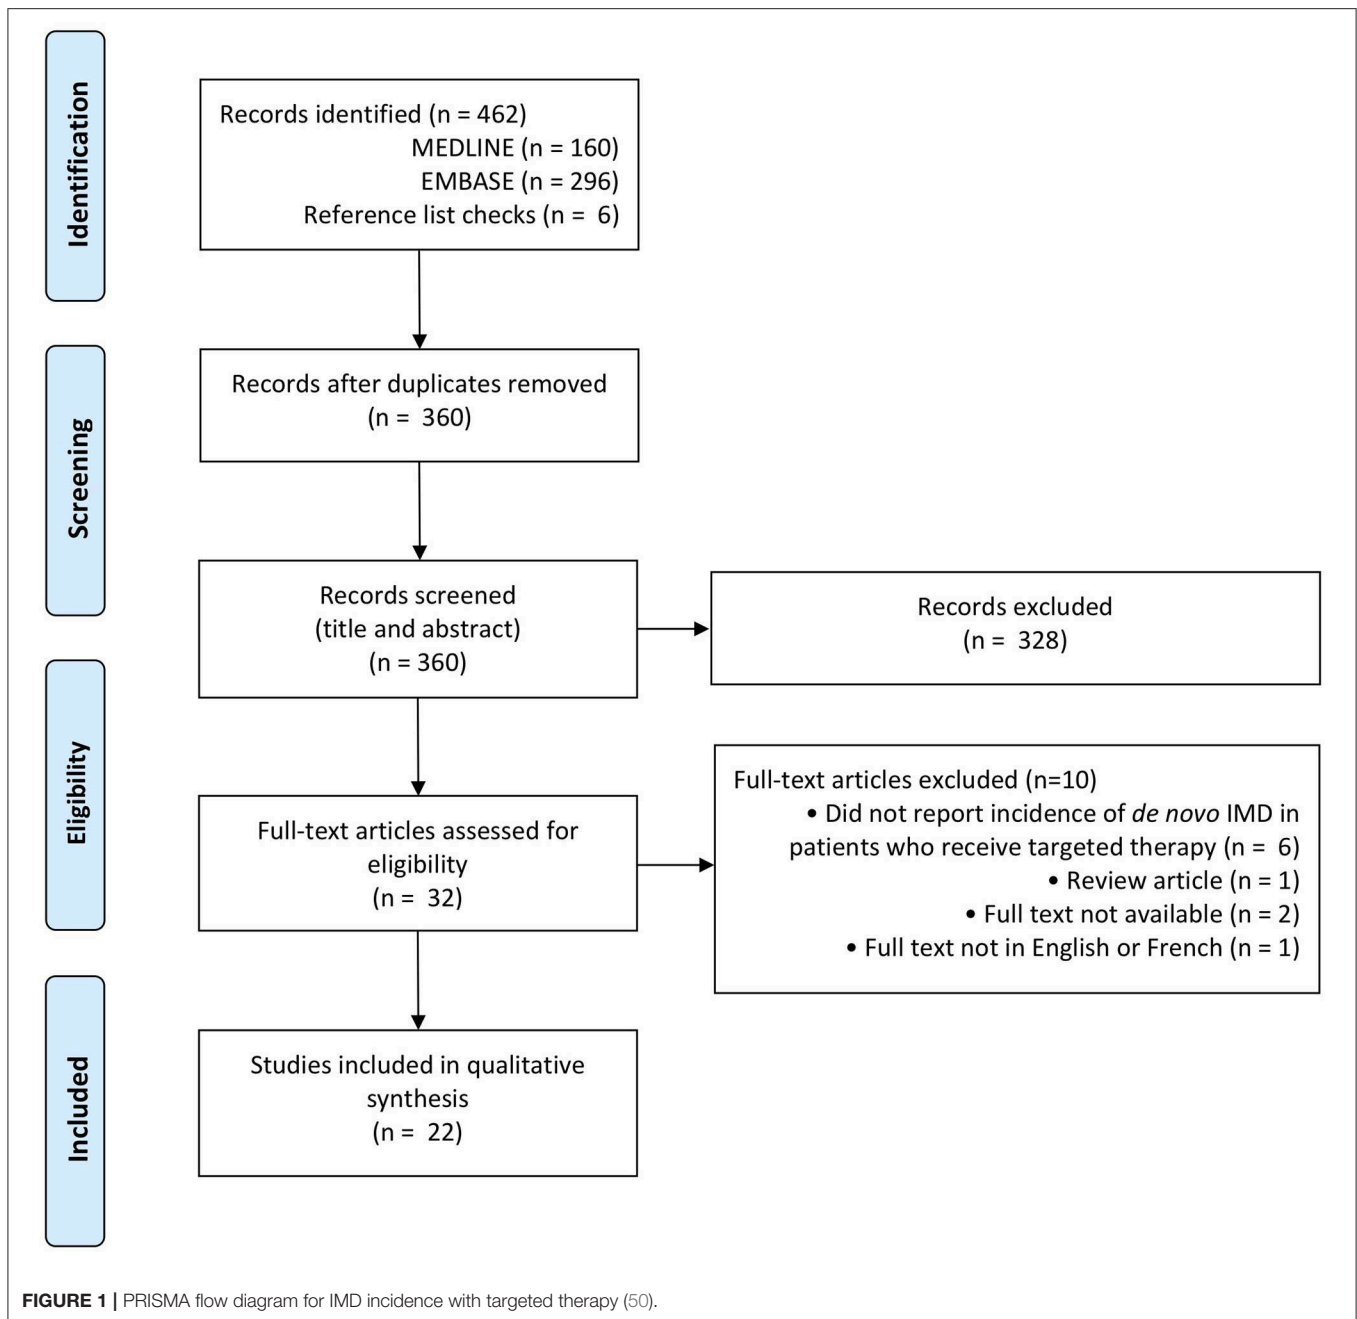 Identification
Records identified (n = 462)
MEDLINE (n = 160)
EMBASE (n = 296)
Reference list checks (n = 6)
Screening
Records after duplicates removed
(n = 360)
Records screened
(title and abstract)
(n = 360)
Records excluded
(n = 328)
Eligibility
Full-text articles assessed for
eligibility
(n = 32)
Full-text articles excluded (n=10)
• Did not report incidence of de novo IMD in
patients who receive targeted therapy (n = 6)
• Review article (n = 1)
• Full text not available (n = 2)
• Full text not in English or French (n = 1)
Included
Studies included in qualitative
synthesis
(n = 22)
FIGURE 1 | PRISMA flow diagram for IMD incidence with targeted therapy (50).